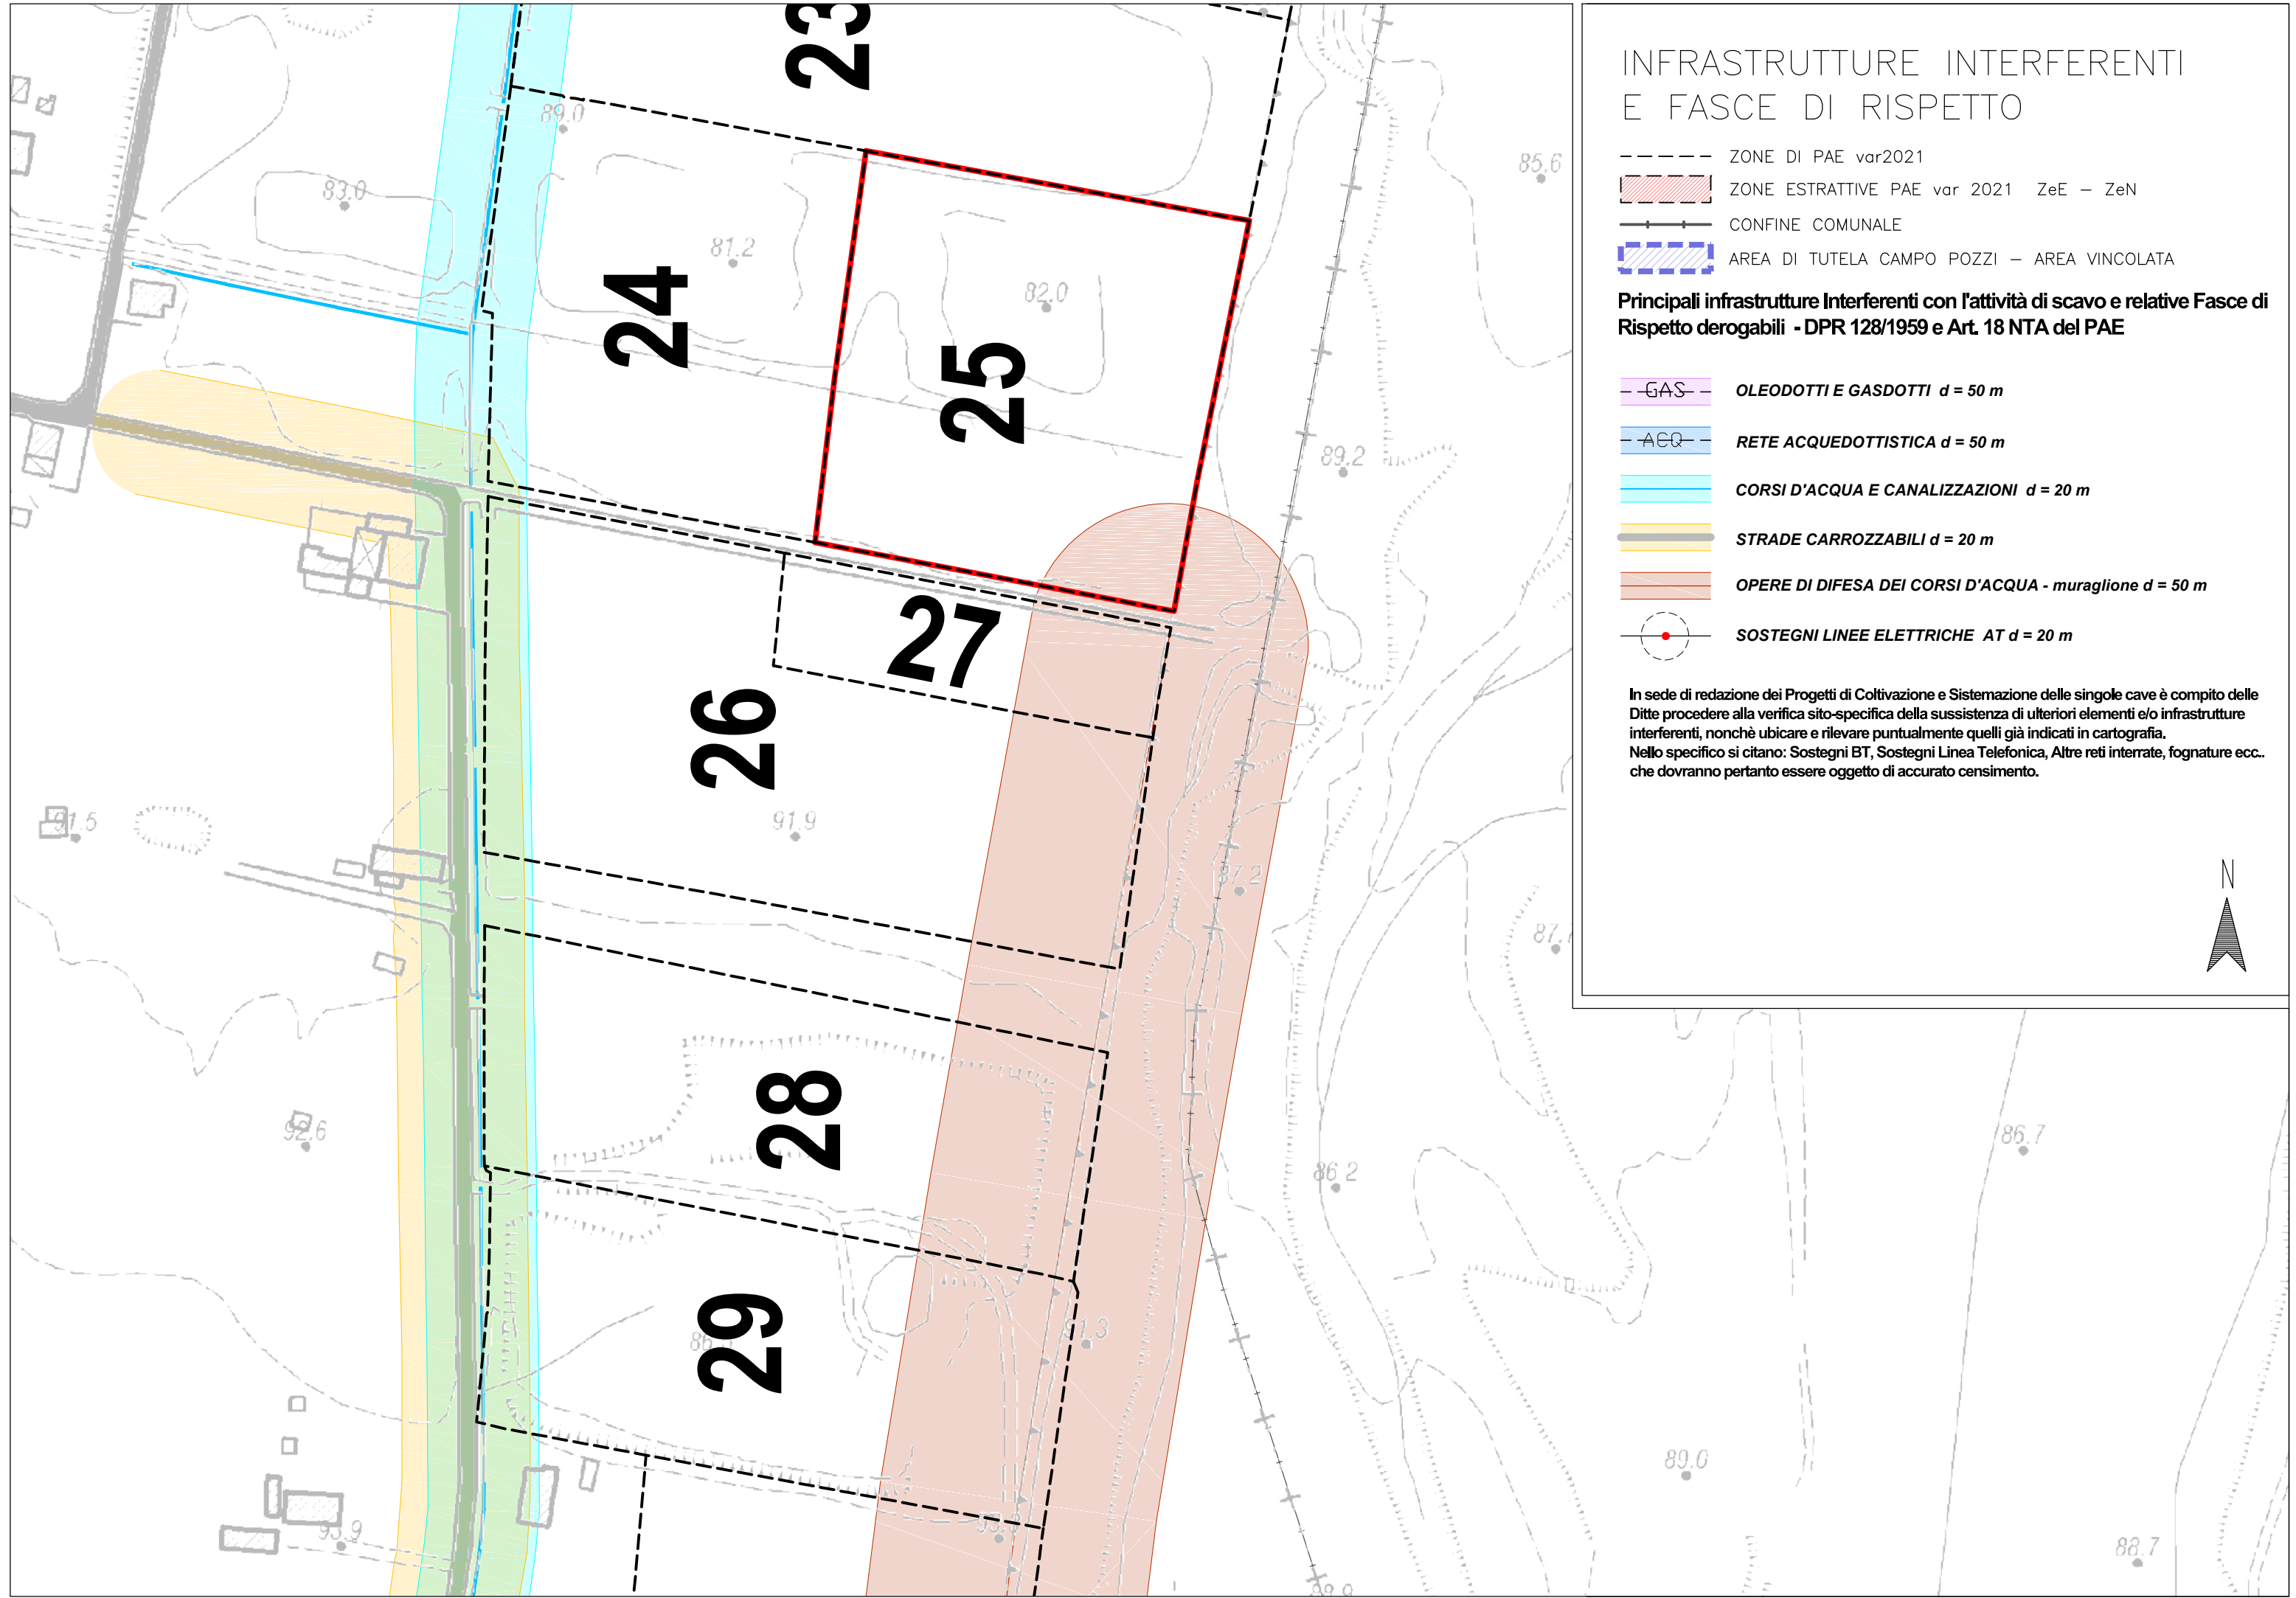 INFRASTRUTTURE INTERFERENTI
E FASCE DI RISPETTO
ZONE DI PAE var2021
ZONE ESTRATTIVE PAE var 2021 ZeE – ZeN
CONFINE COMUNALE
AREA DI TUTELA CAMPO POZZI – AREA VINCOLATA
Principali infrastrutture Interferenti con l'attività di scavo e relative Fasce di
Rispetto derogabili - DPR 128/1959 e Art. 18 NTA del PAE
GAS OLEODOTTI E GASDOTTI d = 50 m
ACQ RETE ACQUEDOTTISTICA d = 50 m
CORSI D'ACQUA E CANALIZZAZIONI d = 20 m
STRADE CARROZZABILI d = 20 m
OPERE DI DIFESA DEI CORSI D'ACQUA - muraglione d = 50 m
SOSTEGNI LINEE ELETTRICHE AT d = 20 m
In sede di redazione dei Progetti di Coltivazione e Sistemazione delle singole cave è compito delle
Ditte procedere alla verifica sito-specifica della sussistenza di ulteriori elementi e/o infrastrutture
interferenti, nonchè ubicare e rilevare puntualmente quelli già indicati in cartografia.
Nello specifico si citano: Sostegni BT, Sostegni Linea Telefonica, Altre reti interrate, fognature ecc..
che dovranno pertanto essere oggetto di accurato censimento.
N
23
89.0
83.0
81.2
82.0
85.6
24
25
89.2
27
26
91.9
91.5
87.2
87.1
28
92.6
86.2
86.7
29
91.3
89.0
93.9
88.7